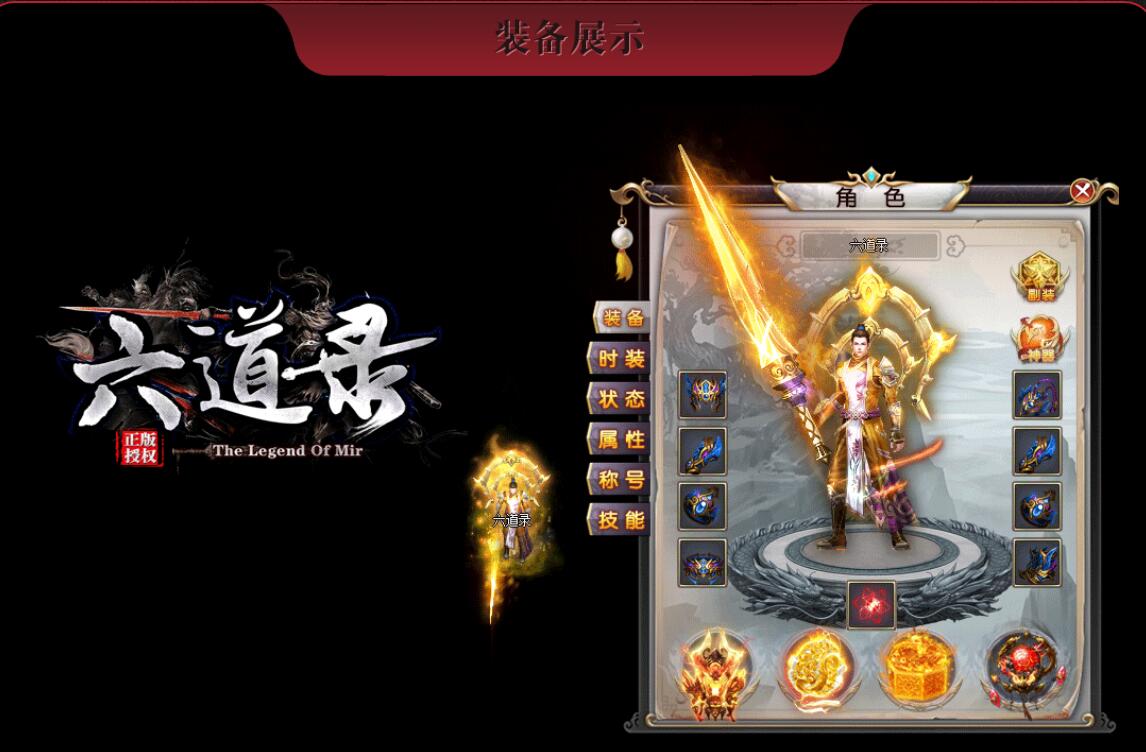 装备展示
六道录
正版
授权
The Legend Of Mir
六道录
角 色
六道录
装备
时装
状态
属性
称号
技能
副装
神器